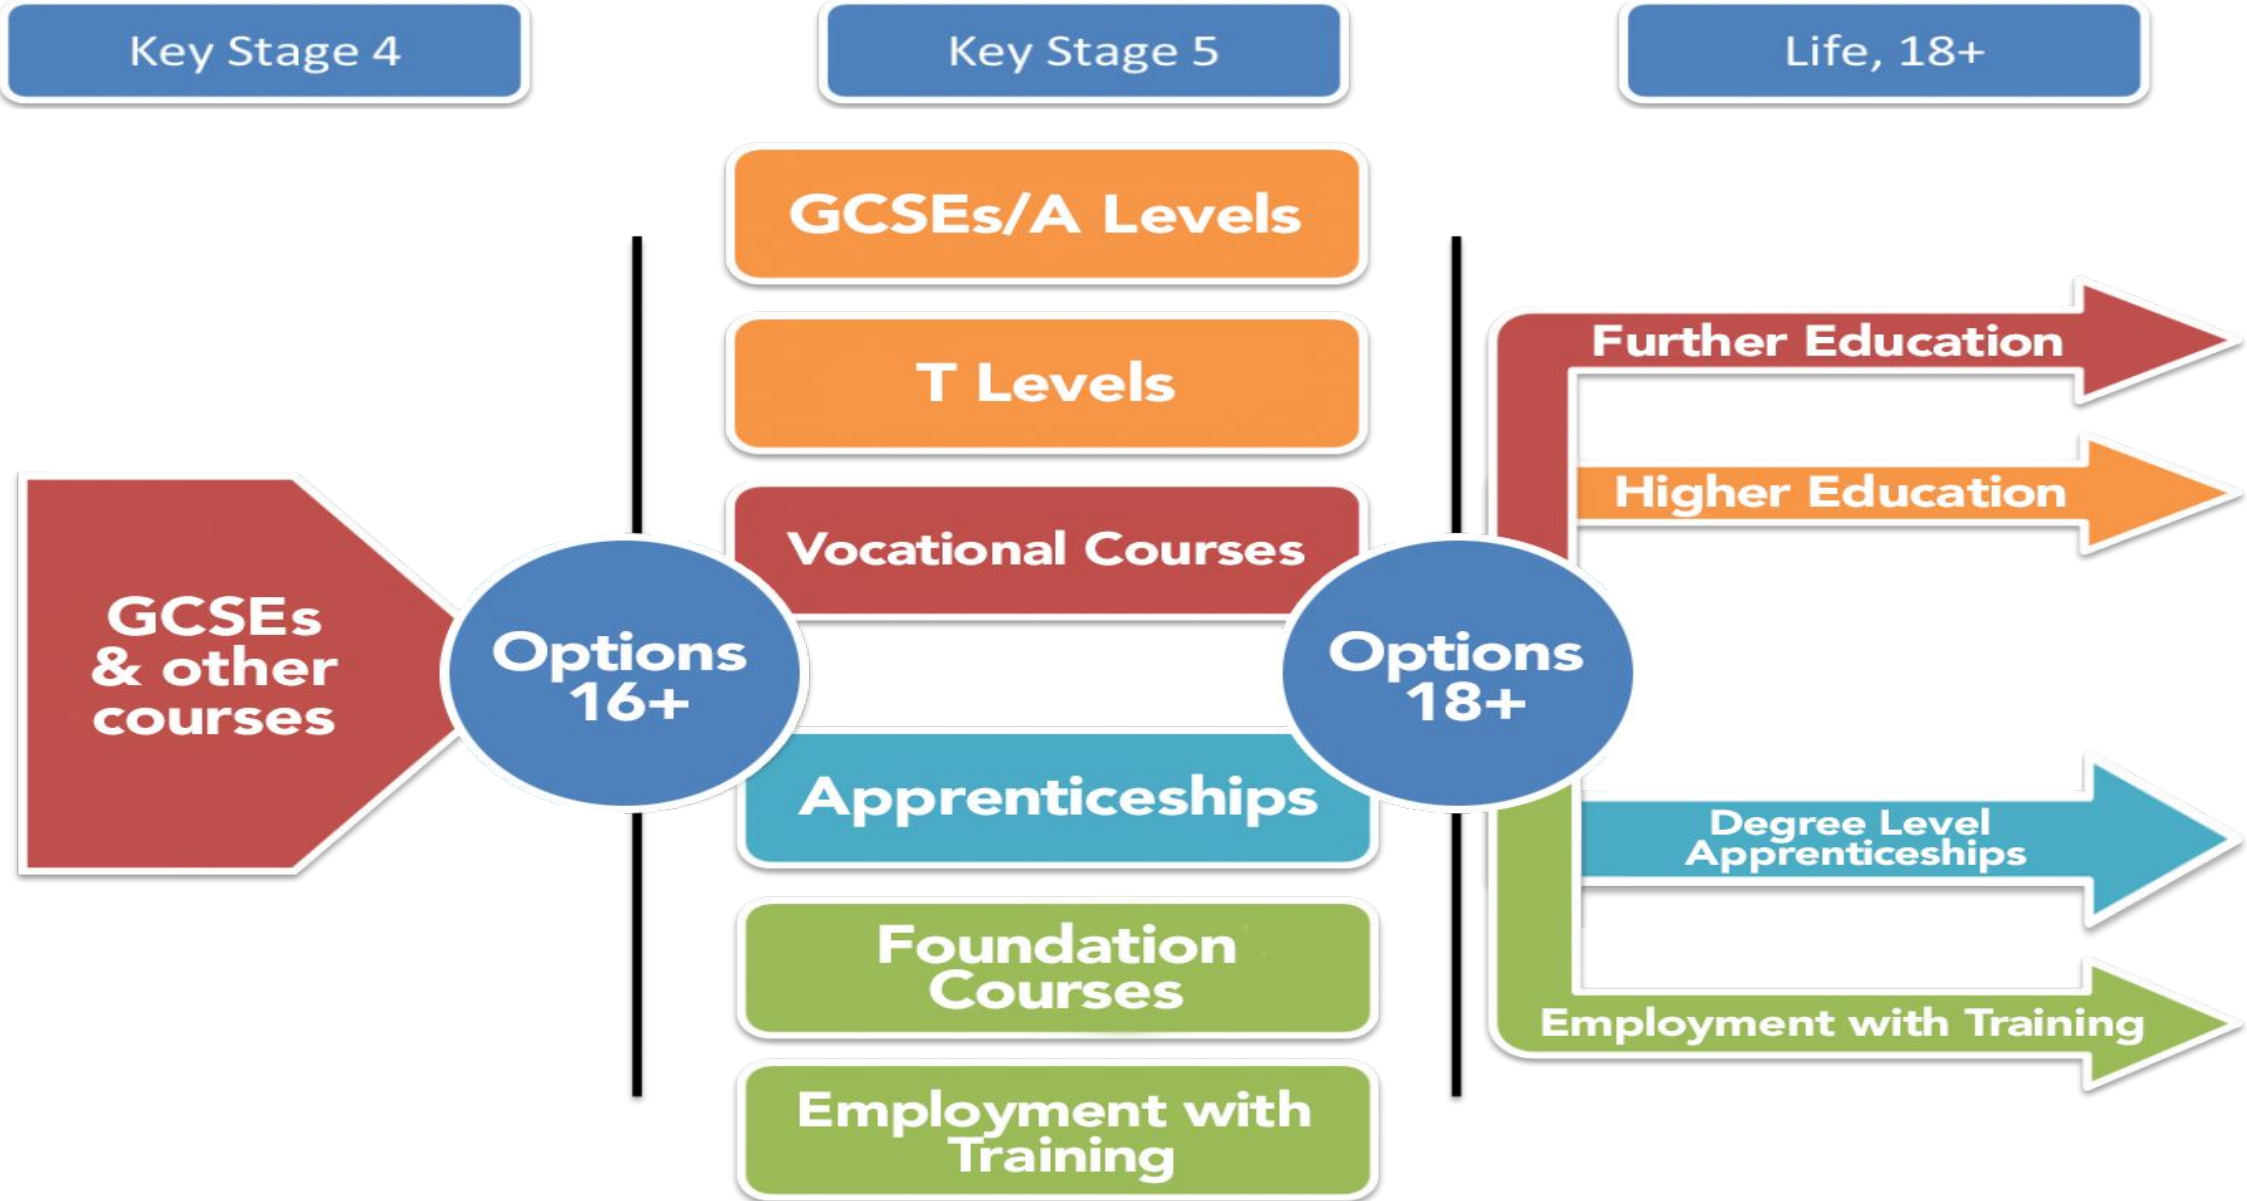 Key Stage 4
Key Stage 5
Life, 18+
GCSEs
& other
courses
Options
16+
GCSEs/A Levels
T Levels
Vocational Courses
Apprenticeships
Foundation
Courses
Employment with
Training
Options
18+
Further Education
Higher Education
Degree Level
Apprenticeships
Employment with Training